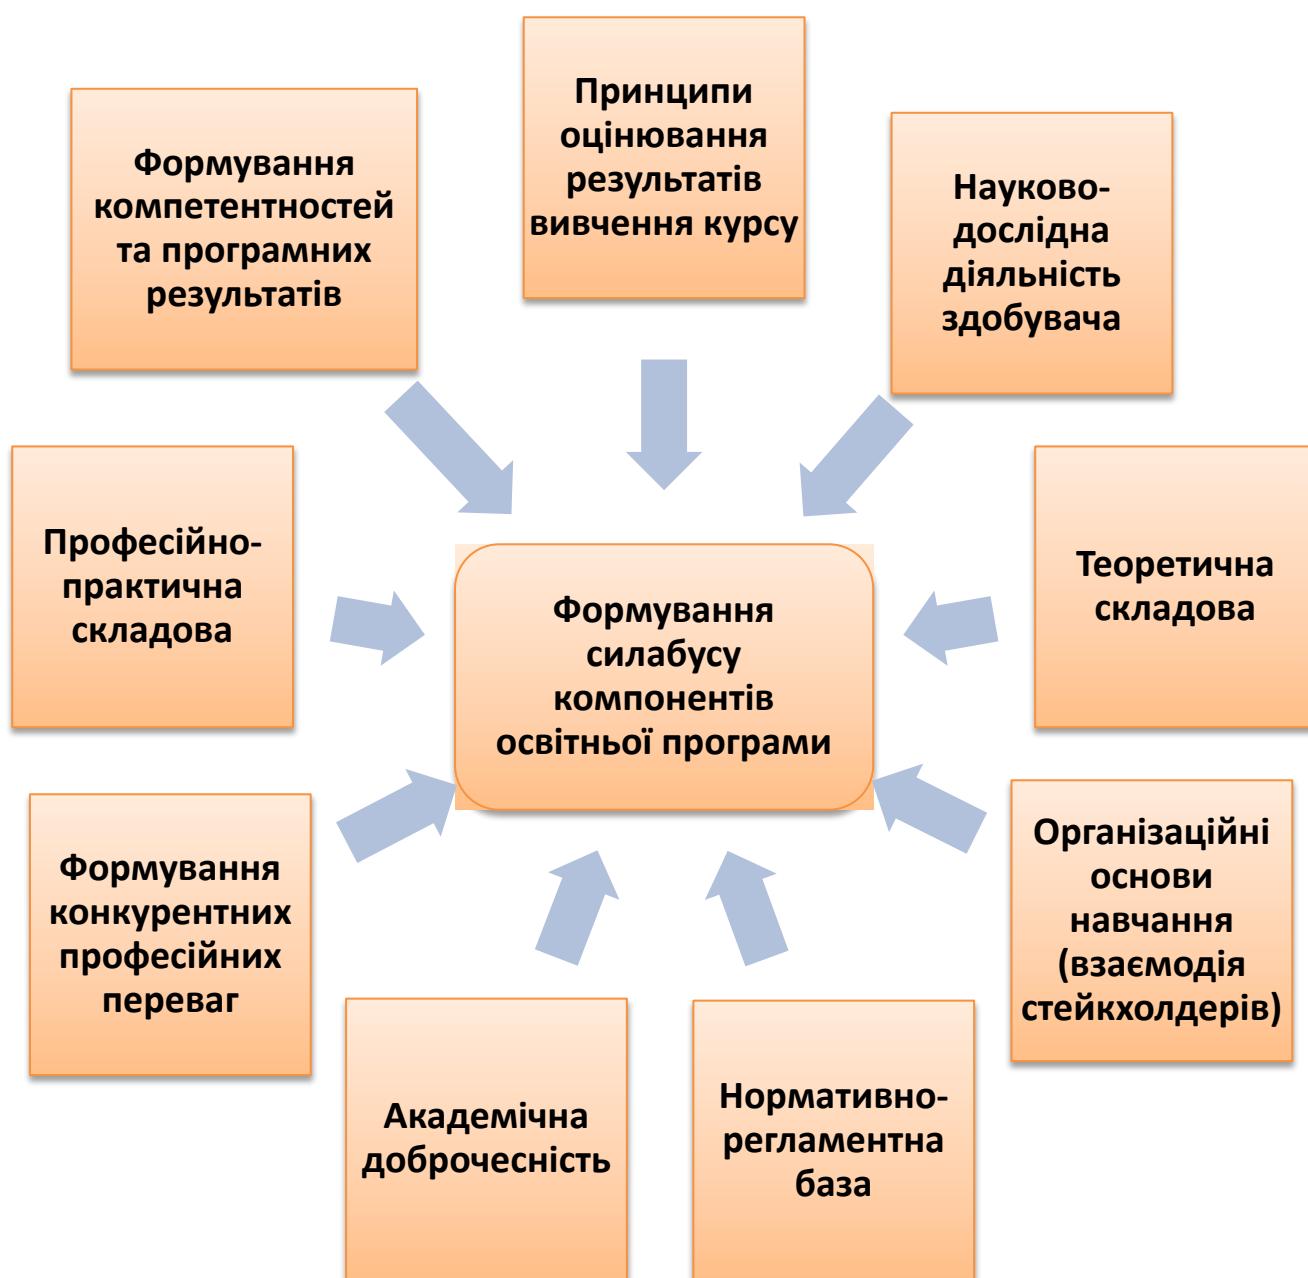 Принципи
оцінювання
результатів
вивчення курсу
Формування
компетентностей
та програмних
результатів
Науково-
дослідна
діяльність
здобувача
Професійно-
практична
складова
Теоретична
складова
Формування
силабусу
компонентів
освітньої програми
Формування
конкурентних
професійних
переваг
Організаційні
основи
навчання
(взаємодія
стейкхолдерів)
Академічна
доброчесність
Нормативно-
регламентна
база